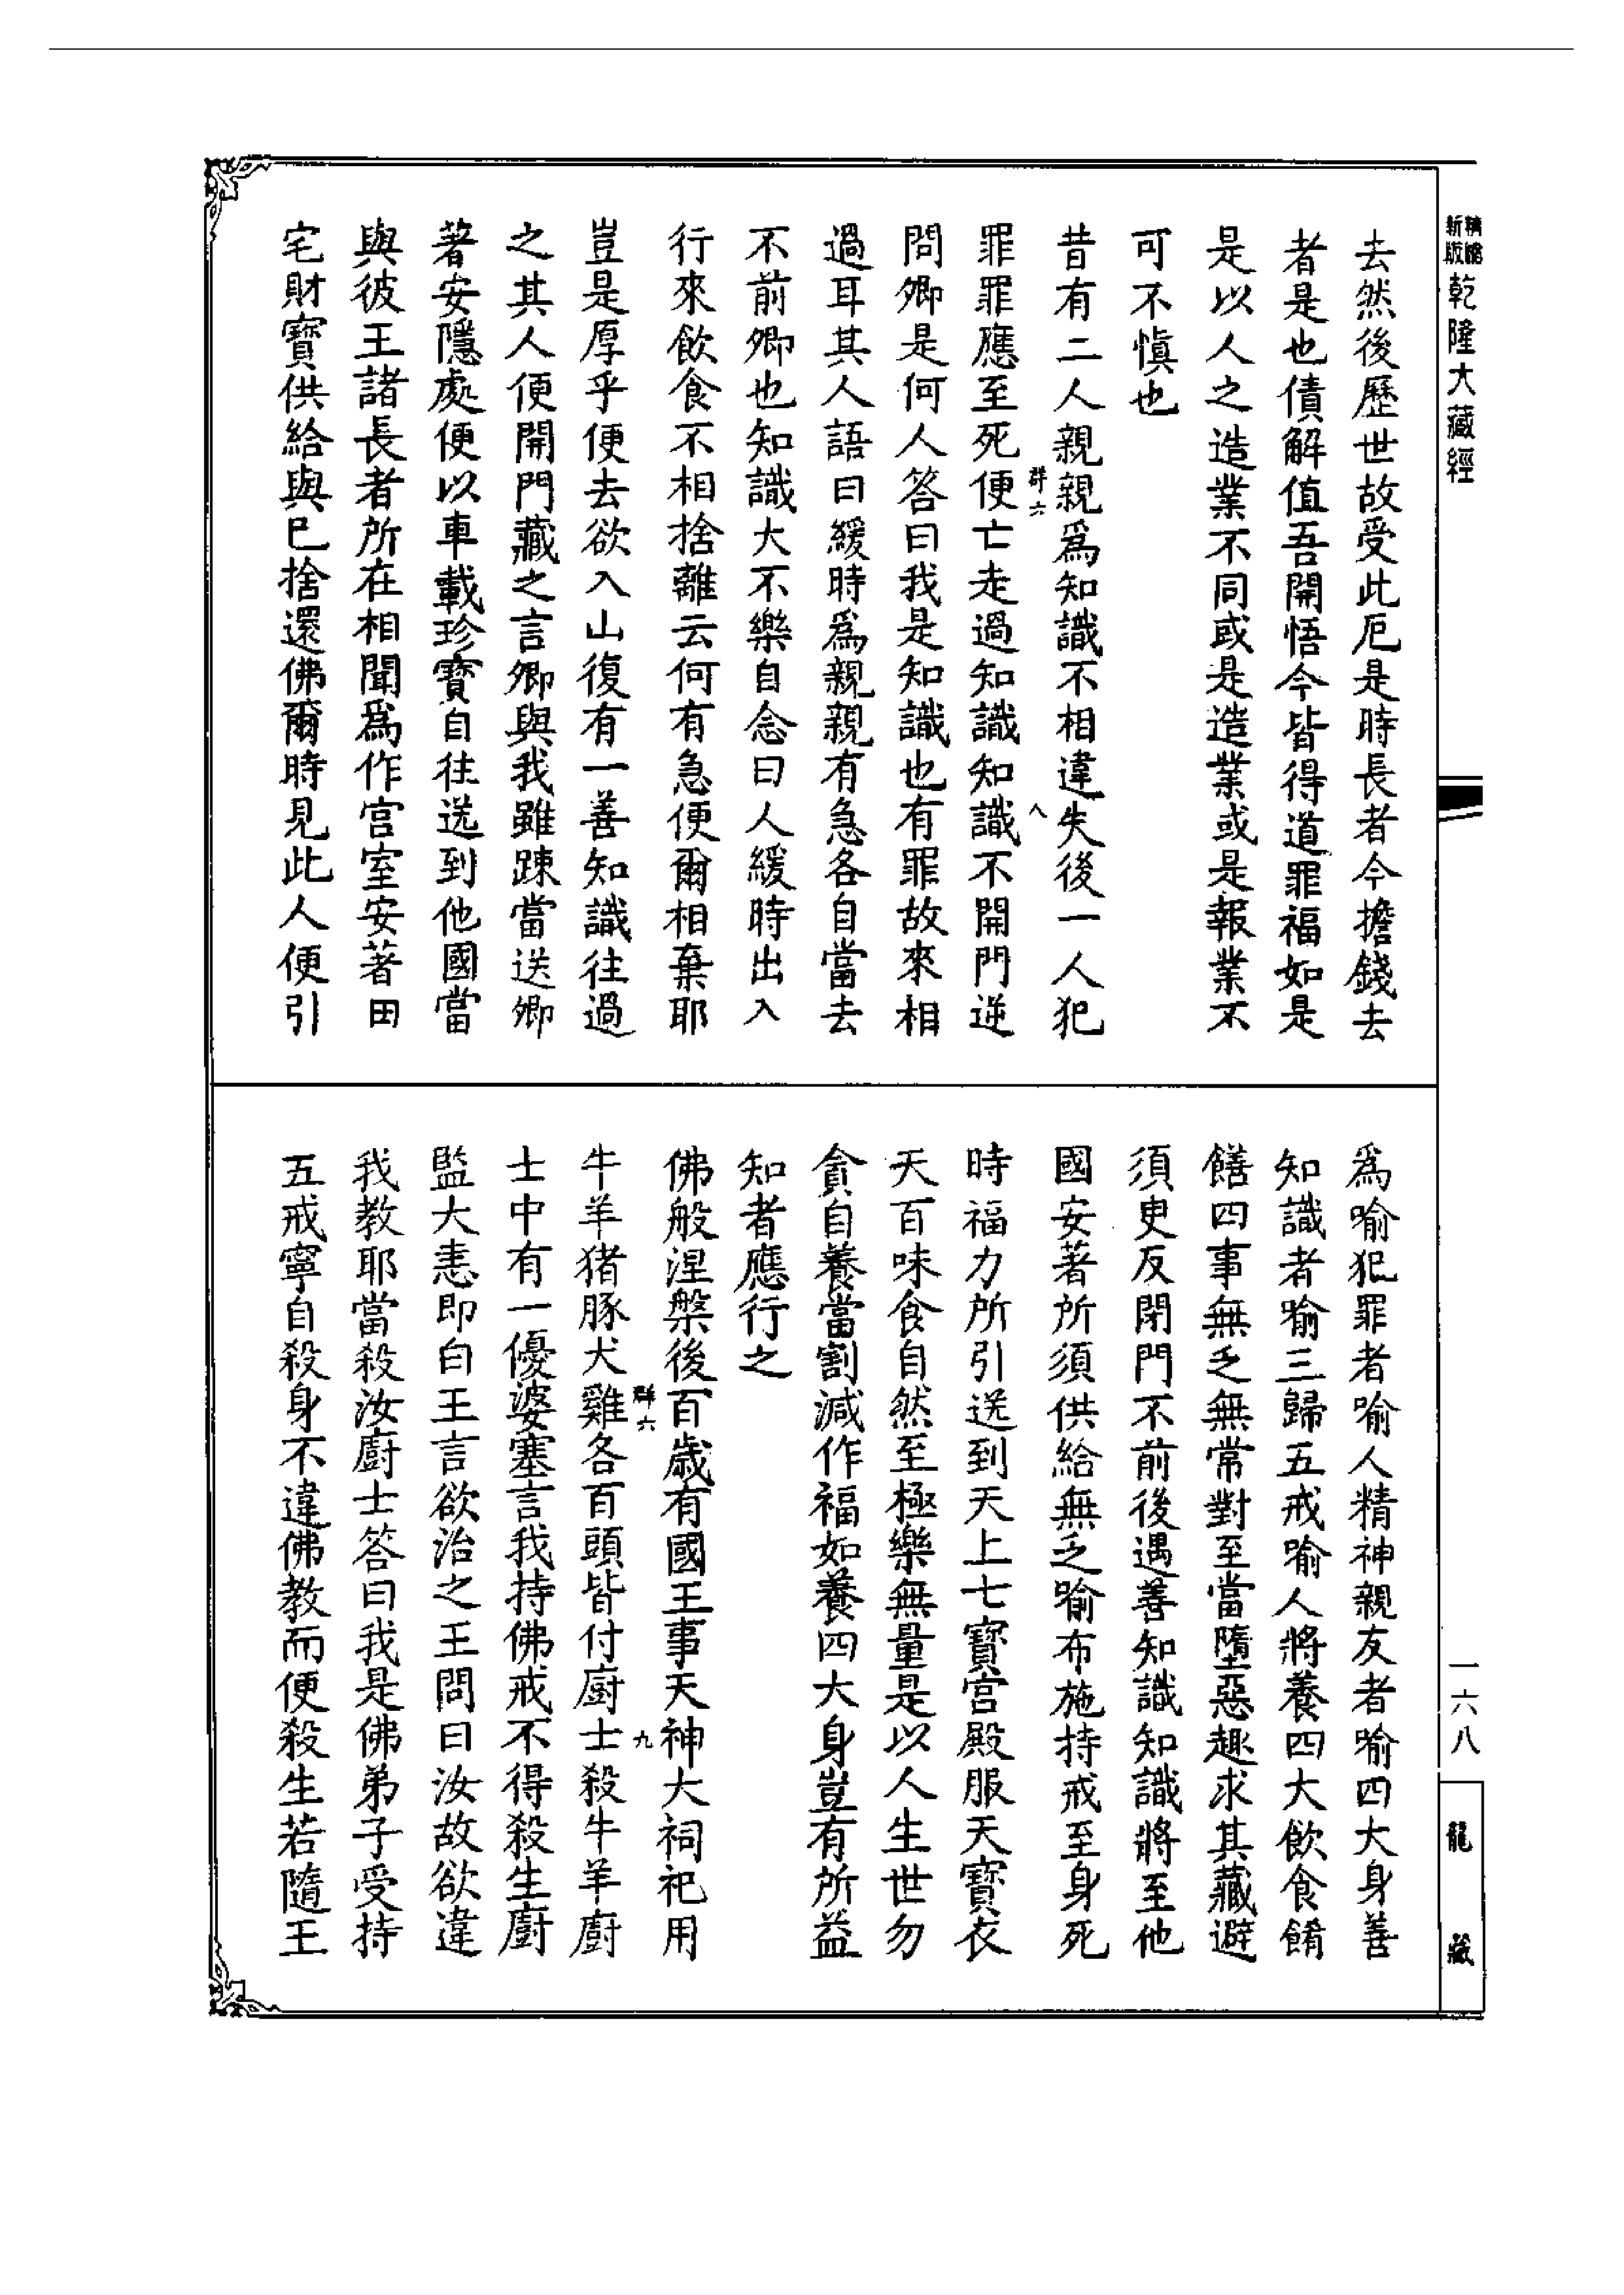 精縮
新版
乾隆大藏經
去然後歷世故受此厄是時長者今擔錢去
者是也債解值吾開悟今皆得道罪福如是
是以人之造業不同或是造業或是報業不
可不慎也
昔有二人親親為知識不相違失後一人犯
群六
八
罪罪應至死便亡走過知識知識不開門逆
問卿是何人答曰我是知識也有罪故來相
過耳其人語曰緩時為親親有急各自當去
不前卿也知識大不樂自念曰人緩時出入
行來飲食不相捨離云何有急便爾相棄耶
豈是厚乎便去欲入山復有一善知識往過
之其人便開門藏之言卿與我雖踈當送卿
著安隱處便以車載珍寶自往送到他國當
與彼王諸長者所在相聞為作宮室安著田
宅財寶供給與巳捨還佛爾時見此人便引
為喻犯罪者喻人精神親友者喻四大身善
知識者喻三歸五戒喻人將養四大飲食餚
饍四事無乏無常對至當墮惡趣求其藏避
須更反閉門不前後遇善知識知識將至他
國安著所須供給無乏喻布施持戒至身死
時福力所引送到天上七寶宮殿服天寶衣
天百味食自然至極樂無量是以人生世勿
貪自養當割減作福如養四大身豈有所益
知者應行之
佛般涅槃後百歲有國王事天神大祠祀用
群六
九
牛羊猪豚犬雞各百頭皆付廚士殺牛羊廚
士中有一優婆塞言我持佛戒不得殺生廚
監大恚即白王言欲治之王問曰汝故欲違
我教耶當殺汝廚士答曰我是佛弟子受持
五戒寧自殺身不違佛教而便殺生若隨王
一六八
龍藏